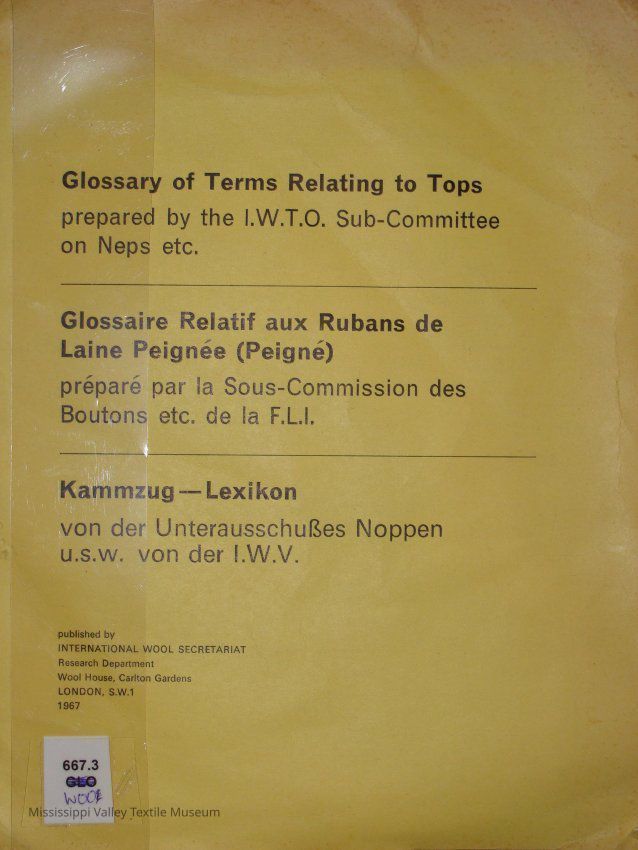 Glossary of Terms Relating to Tops
prepared by the I.W.T.O. Sub-Committee
on Neps etc.
Glossaire Relatif aux Rubans de
Laine Peignée (Peigné)
préparé par la Sous-Commission des
Boutons etc. de la F.L.I.
Kammzug—Lexikon
von der Unterausschußes Noppen
u.s.w. von der I.W.V.
published by
INTERNATIONAL WOOL SECRETARIAT
Research Department
Wool House, Carlton Gardens
LONDON, S.W.1
1967
667.3
GLO
Mississippi Valley Textile Museum